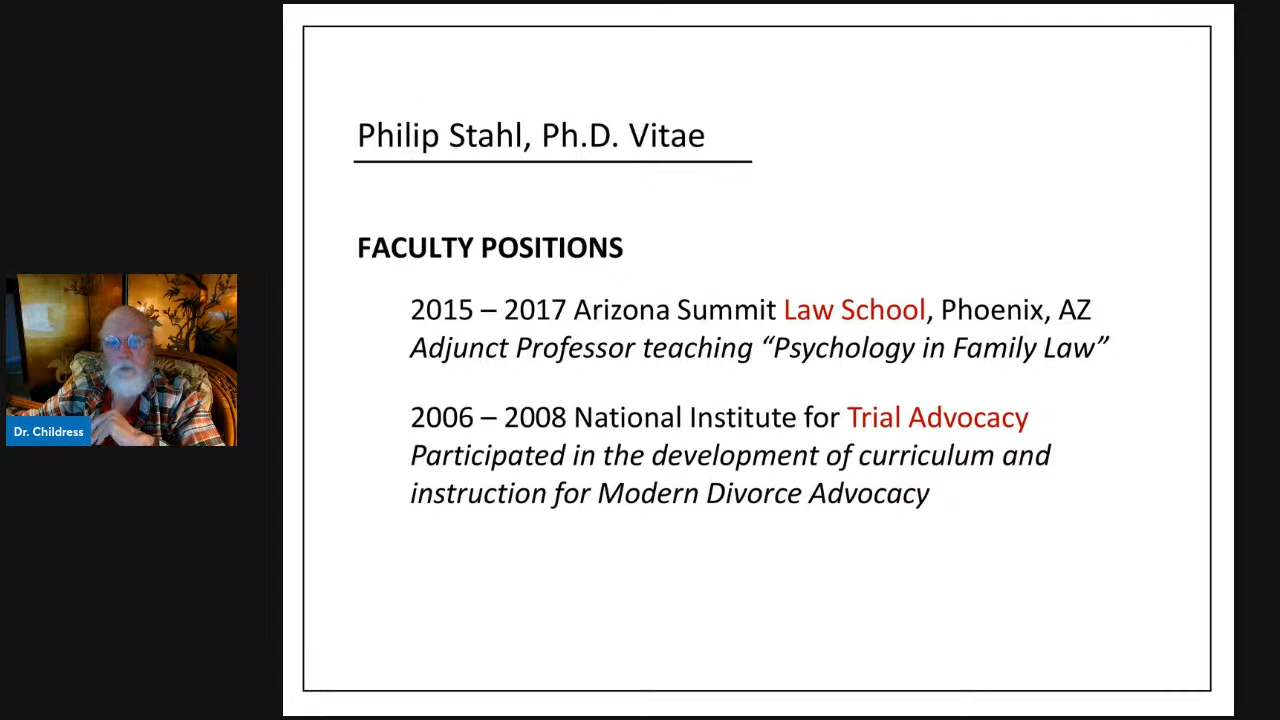 Philip Stahl, Ph.D. Vitae
FACULTY POSITIONS
2015 – 2017 Arizona Summit Law School, Phoenix, AZ
Adjunct Professor teaching “Psychology in Family Law”
2006 – 2008 National Institute for Trial Advocacy
Participated in the development of curriculum and
instruction for Modern Divorce Advocacy
Dr. Childress